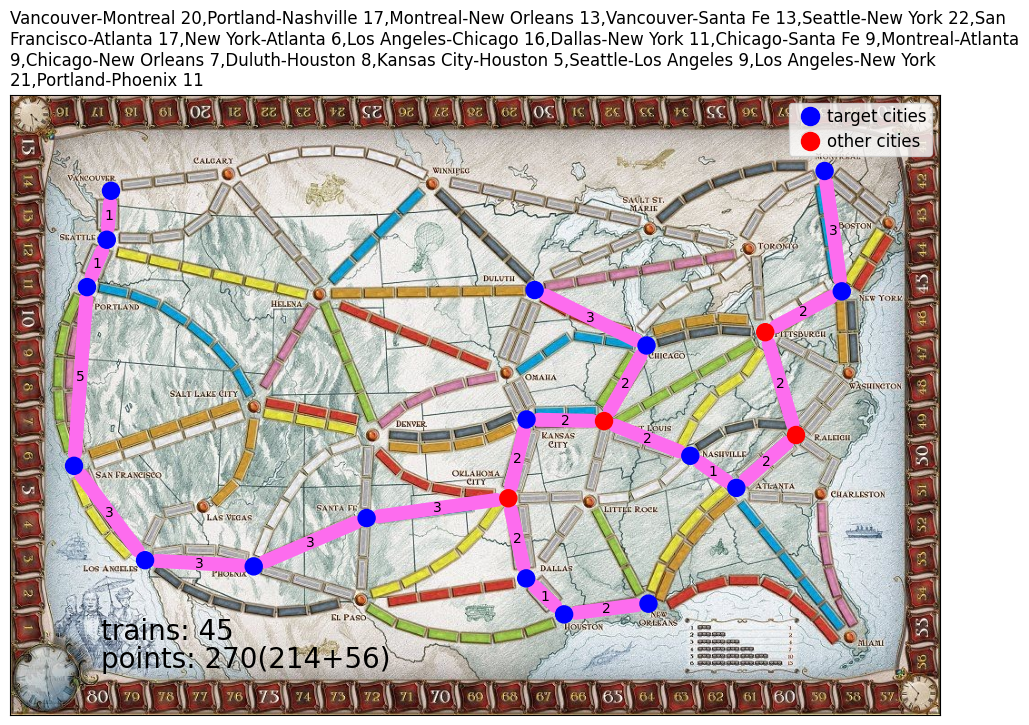 Vancouver-Montreal 20,Portland-Nashville 17,Montreal-New Orleans 13,Vancouver-Santa Fe 13,Seattle-New York 22,San
Francisco-Atlanta 17,New York-Atlanta 6,Los Angeles-Chicago 16,Dallas-New York 11,Chicago-Santa Fe 9,Montreal-Atlanta
9,Chicago-New Orleans 7,Duluth-Houston 8,Kansas City-Houston 5,Seattle-Los Angeles 9,Los Angeles-New York
21,Portland-Phoenix 11
16 17 18 19 20 21 22 23 24 25 26 27 28 29 30 31 32 33 34 35 36
target cities
other cities
15
14
13
12
11
10
9
8
7
6
5
4
3
2
1
CALGARY
WINNIPEG
VANCOUVER
SEATTLE
PORTLAND
HELENA
DULUTH
SAULT ST.
MARIE
TORONTO
BOSTON
NEW YORK
PITTSBURGH
CHICAGO
OMAHA
WASHINGTON
SALT LAKE CITY
DENVER
KANSAS
CITY
NASHVILLE
RALEIGH
SAN FRANCISCO
OKLAHOMA
CITY
SANTA FE
LAS VEGAS
LITTLE ROCK
ATLANTA
CHARLESTON
LOS ANGELES
PHOENIX
DALLAS
EL PASO
HOUSTON
NEW
ORLEANS
MIAMI
1
1
5
3
3
3
3
2
2
1
2
2
2
1
2
2
2
3
3
42
43
44
45
46
47
48
49
50
51
52
53
54
55
56
trains: 45
points: 270(214+56)
80 79 78 77 76 75 74 73 72 71 70 69 68 67 66 65 64 63 62 61 60 59 58 57